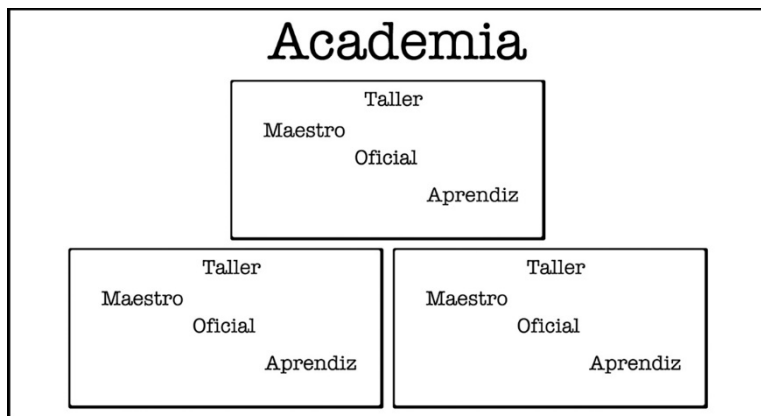 Academia
Taller
Maestro
Oficial
Aprendiz
Taller
Maestro
Oficial
Aprendiz
Taller
Maestro
Oficial
Aprendiz